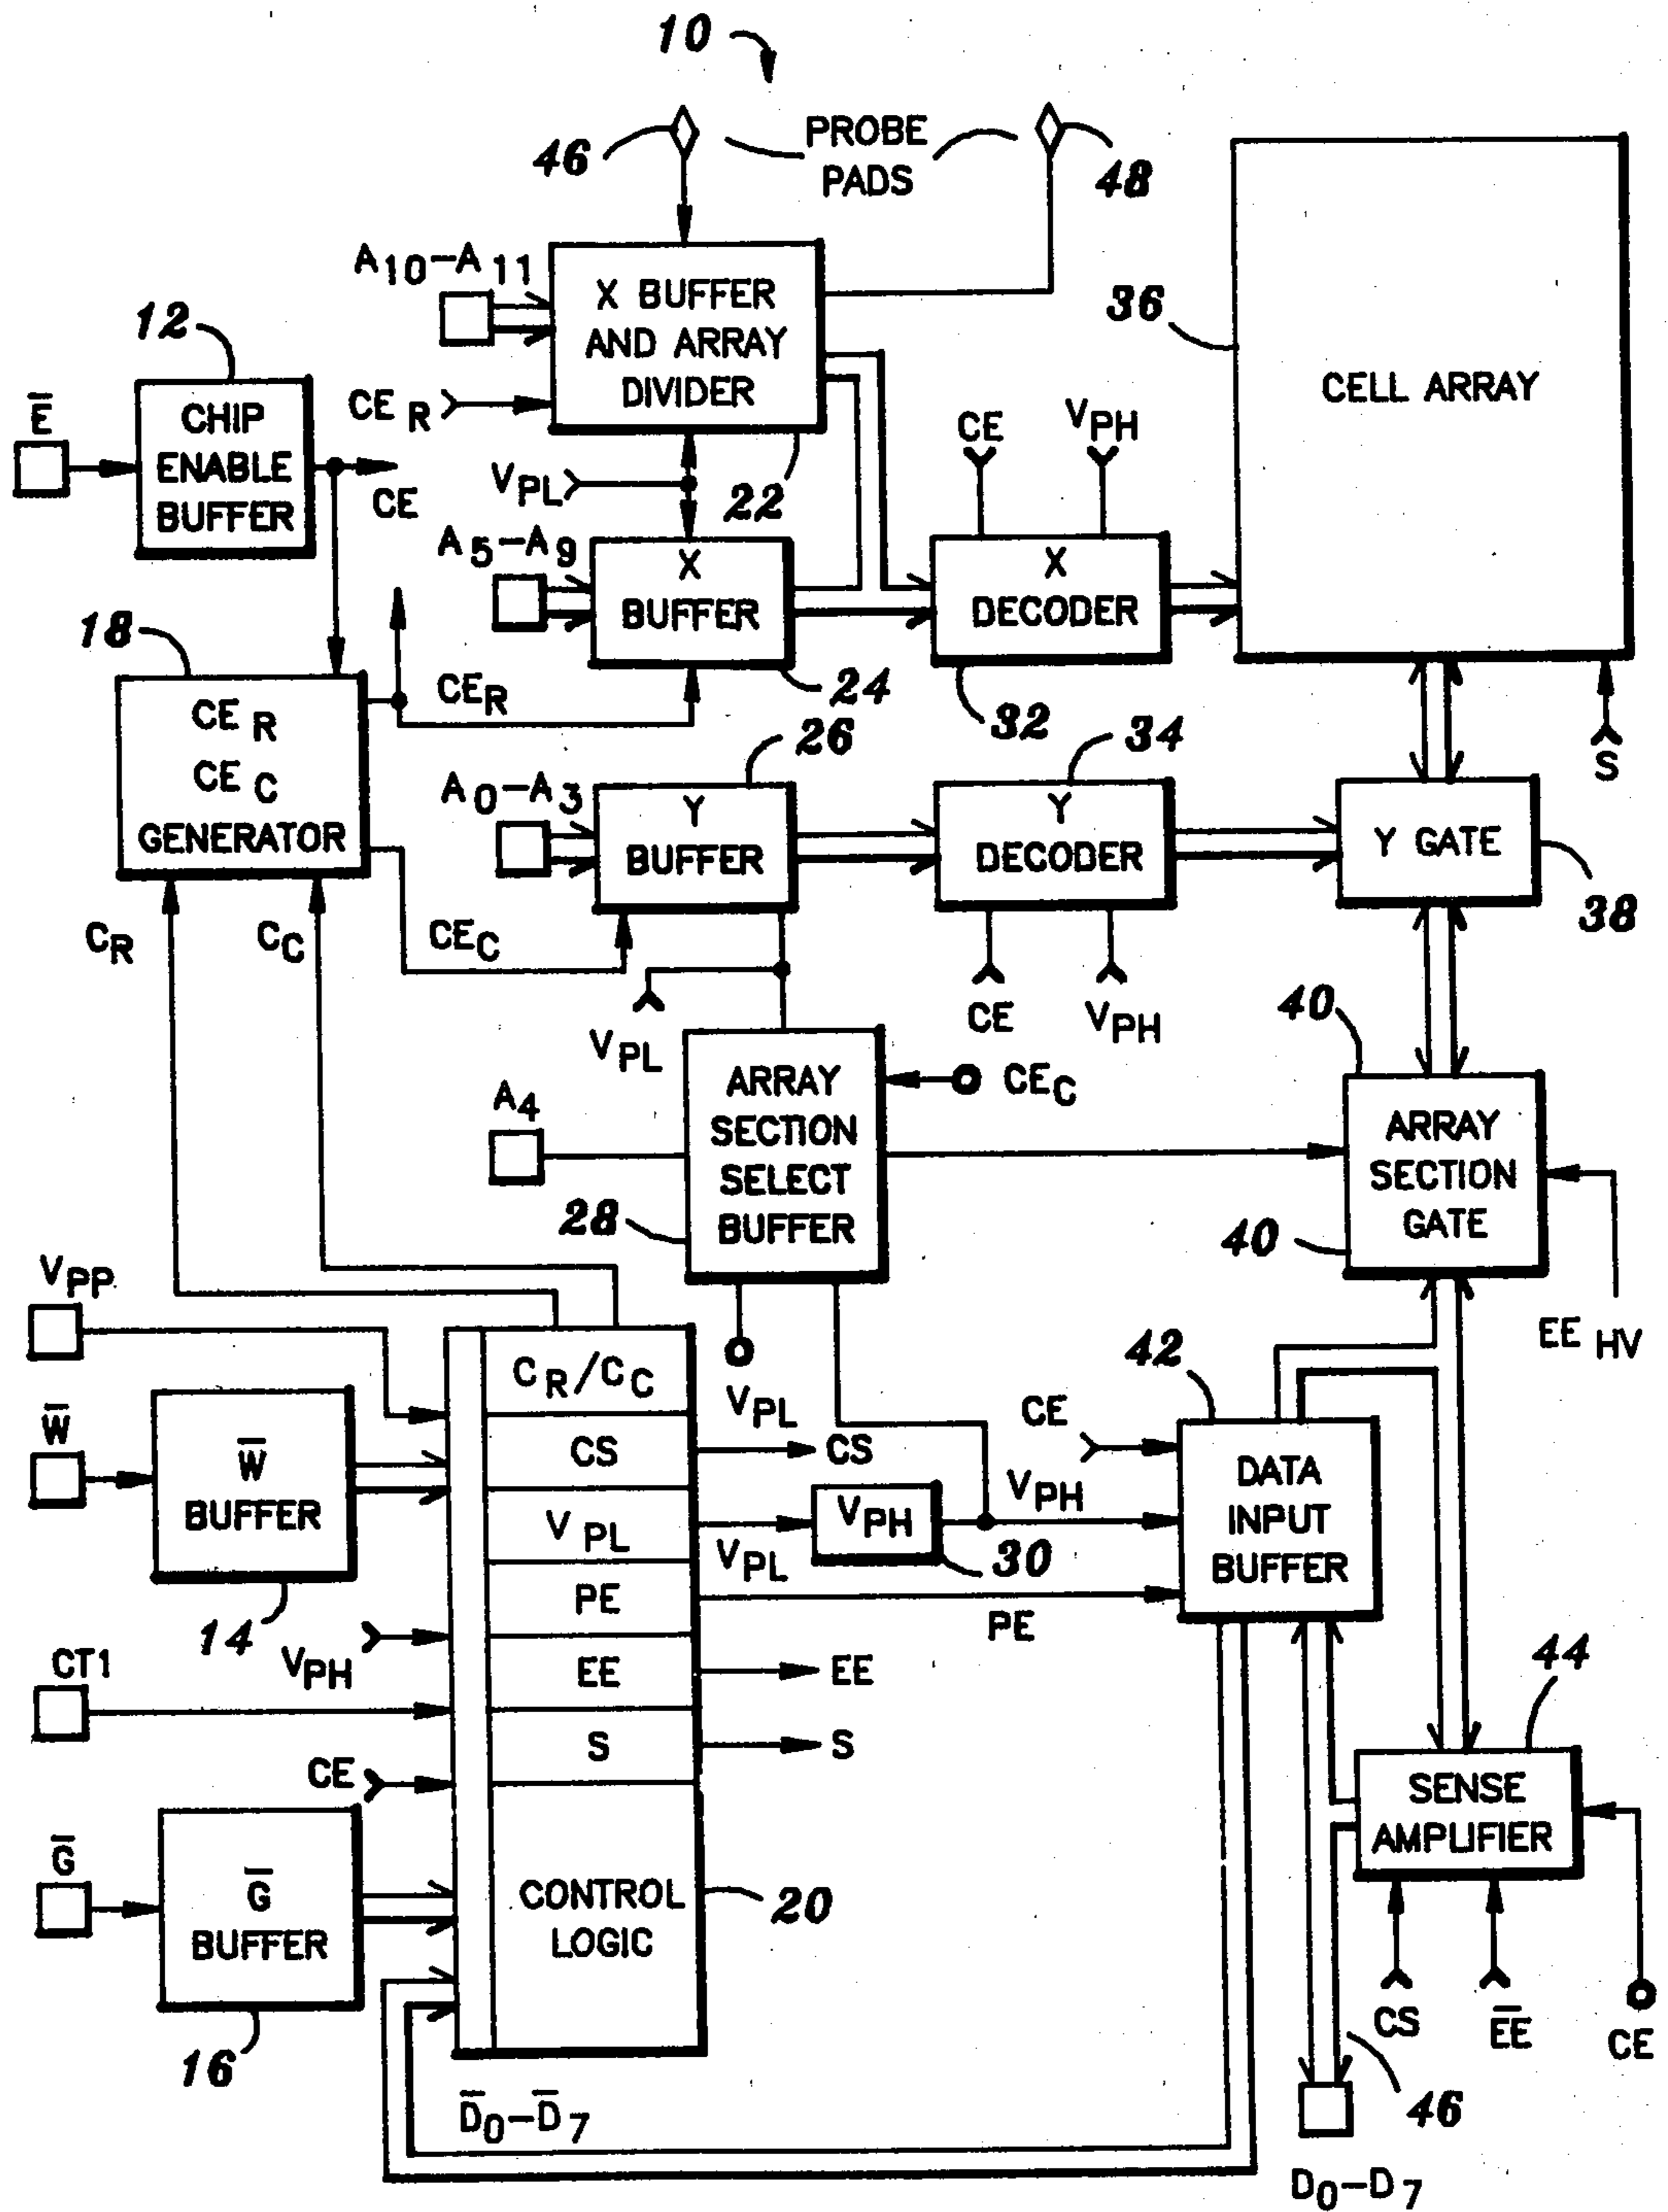 10
46
PROBE
PADS
48
A10-A11
X BUFFER
AND ARRAY
DIVIDER
36
CELL ARRAY
12
CE R
CE
VPH
E̅
CHIP
ENABLE
BUFFER
CE
VPL
22
A5-A9
X
BUFFER
X
DECODER
18
CER
24
32
S
CE R
CE C
GENERATOR
26
34
A0-A3
Y
BUFFER
Y
DECODER
Y GATE
38
CR
CC
CEC
VPL
CE
VPH
40
A4
ARRAY
SECTION
SELECT
BUFFER
CEC
ARRAY
SECTION
GATE
28
40
VPP
EE HV
CR/CC
VPL
42
CE
W̅
W̅
BUFFER
CS
CS
DATA
INPUT
BUFFER
VPL
VPL
VPH
30
VPH
14
PE
PE
VPH
CT1
EE
EE
44
S
S
CE
SENSE
AMPLIFIER
G̅
G̅
BUFFER
CONTROL
LOGIC
20
16
CS
E̅E̅
CE
D̅0-D̅7
46
D0-D7